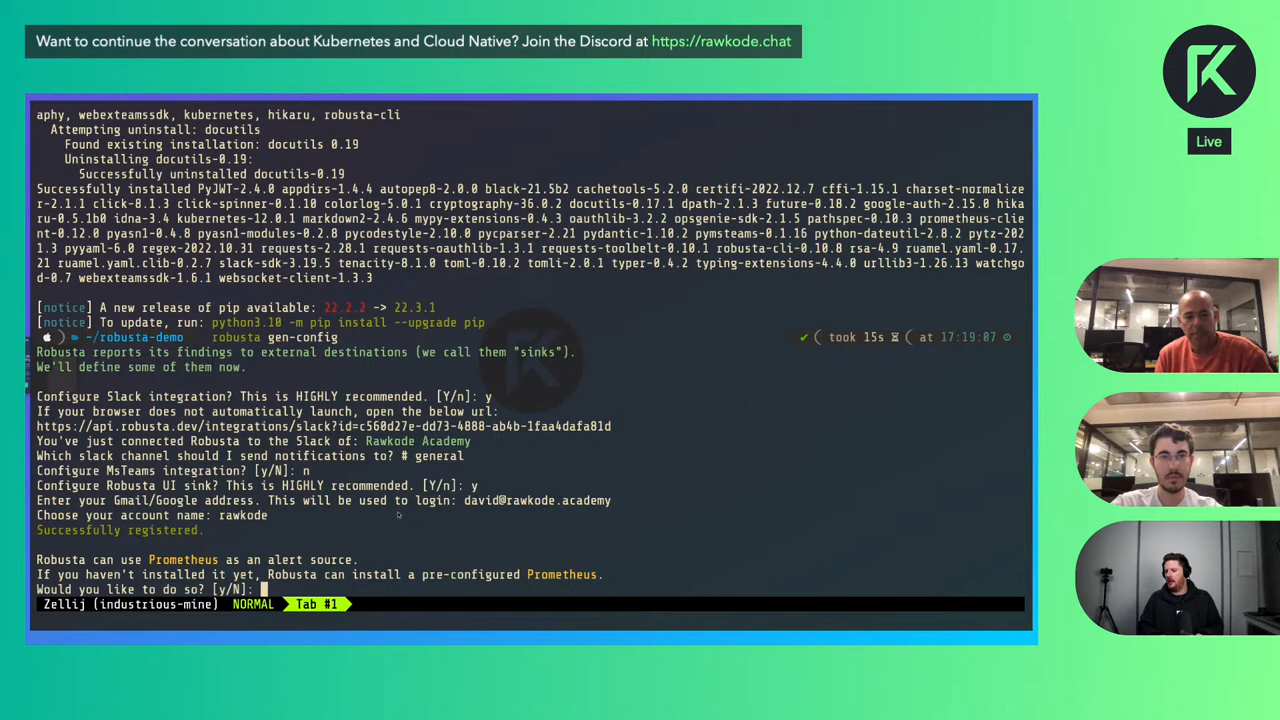 Want to continue the conversation about Kubernetes and Cloud Native? Join the Discord at https://rawkode.chat
Live
aphy, webexteamssdk, kubernetes, hikaru, robusta-cli
Attempting uninstall: docutils
Found existing installation: docutils 0.19
Uninstalling docutils-0.19:
Successfully uninstalled docutils-0.19
Successfully installed PyJWT-2.4.0 appdirs-1.4.4 autopep8-2.0.0 black-21.5b2 cachetools-5.2.0 certifi-2022.12.7 cffi-1.15.1 charset-normalize
r-2.1.1 click-8.1.3 click-spinner-0.1.10 colorlog-5.0.1 cryptography-36.0.2 docutils-0.17.1 dpath-2.1.3 future-0.18.2 google-auth-2.15.0 hika
ru-0.5.1b0 idna-3.4 kubernetes-12.0.1 markdown2-2.4.6 mypy-extensions-0.4.3 oauthlib-3.2.2 opsgenie-sdk-2.1.5 pathspec-0.10.3 prometheus-clie
nt-0.12.0 pyasn1-0.4.8 pyasn1-modules-0.2.8 pycodestyle-2.10.0 pycparser-2.21 pydantic-1.10.2 pymsteams-0.1.16 python-dateutil-2.8.2 pytz-202
1.3 pyyaml-6.0 regex-2022.10.31 requests-2.28.1 requests-oauthlib-1.3.1 requests-toolbelt-0.10.1 robusta-cli-0.10.8 rsa-4.9 ruamel.yaml-0.17.
21 ruamel.yaml.clib-0.2.7 slack-sdk-3.19.5 tenacity-8.1.0 toml-0.10.2 tomli-2.0.1 typer-0.4.2 typing-extensions-4.4.0 urllib3-1.26.13 watchgo
d-0.7 webexteamssdk-1.6.1 websocket-client-1.3.3
[notice] A new release of pip available: 22.2.2 -> 22.3.1
[notice] To update, run: python3.10 -m pip install --upgrade pip
~/robusta-demo robusta gen-config ✔ ( took 15s ( at 17:19:07
Robusta reports its findings to external destinations (we call them "sinks").
We'll define some of them now.
Configure Slack integration? This is HIGHLY recommended. [Y/n]: y
If your browser does not automatically launch, open the below url:
https://api.robusta.dev/integrations/slack?id=c560d27e-dd73-4888-ab4b-1faa4dafa81d
You've just connected Robusta to the Slack of: Rawkode Academy
Which slack channel should I send notifications to? # general
Configure MsTeams integration? [y/N]: n
Configure Robusta UI sink? This is HIGHLY recommended. [Y/n]: y
Enter your Gmail/Google address. This will be used to login: david@rawkode.academy
Choose your account name: rawkode
Successfully registered.
Robusta can use Prometheus as an alert source.
If you haven't installed it yet, Robusta can install a pre-configured Prometheus.
Would you like to do so? [y/N]:
Zellij (industrious-mine) NORMAL Tab #1